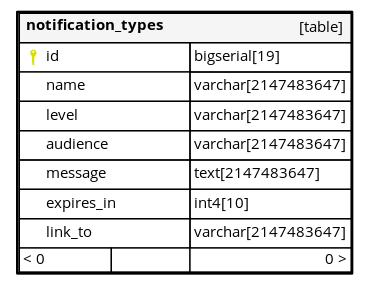 notification_types [table]
id bigserial[19]
name varchar[2147483647]
level varchar[2147483647]
audience varchar[2147483647]
message text[2147483647]
expires_in int4[10]
link_to varchar[2147483647]
< 0 0 >